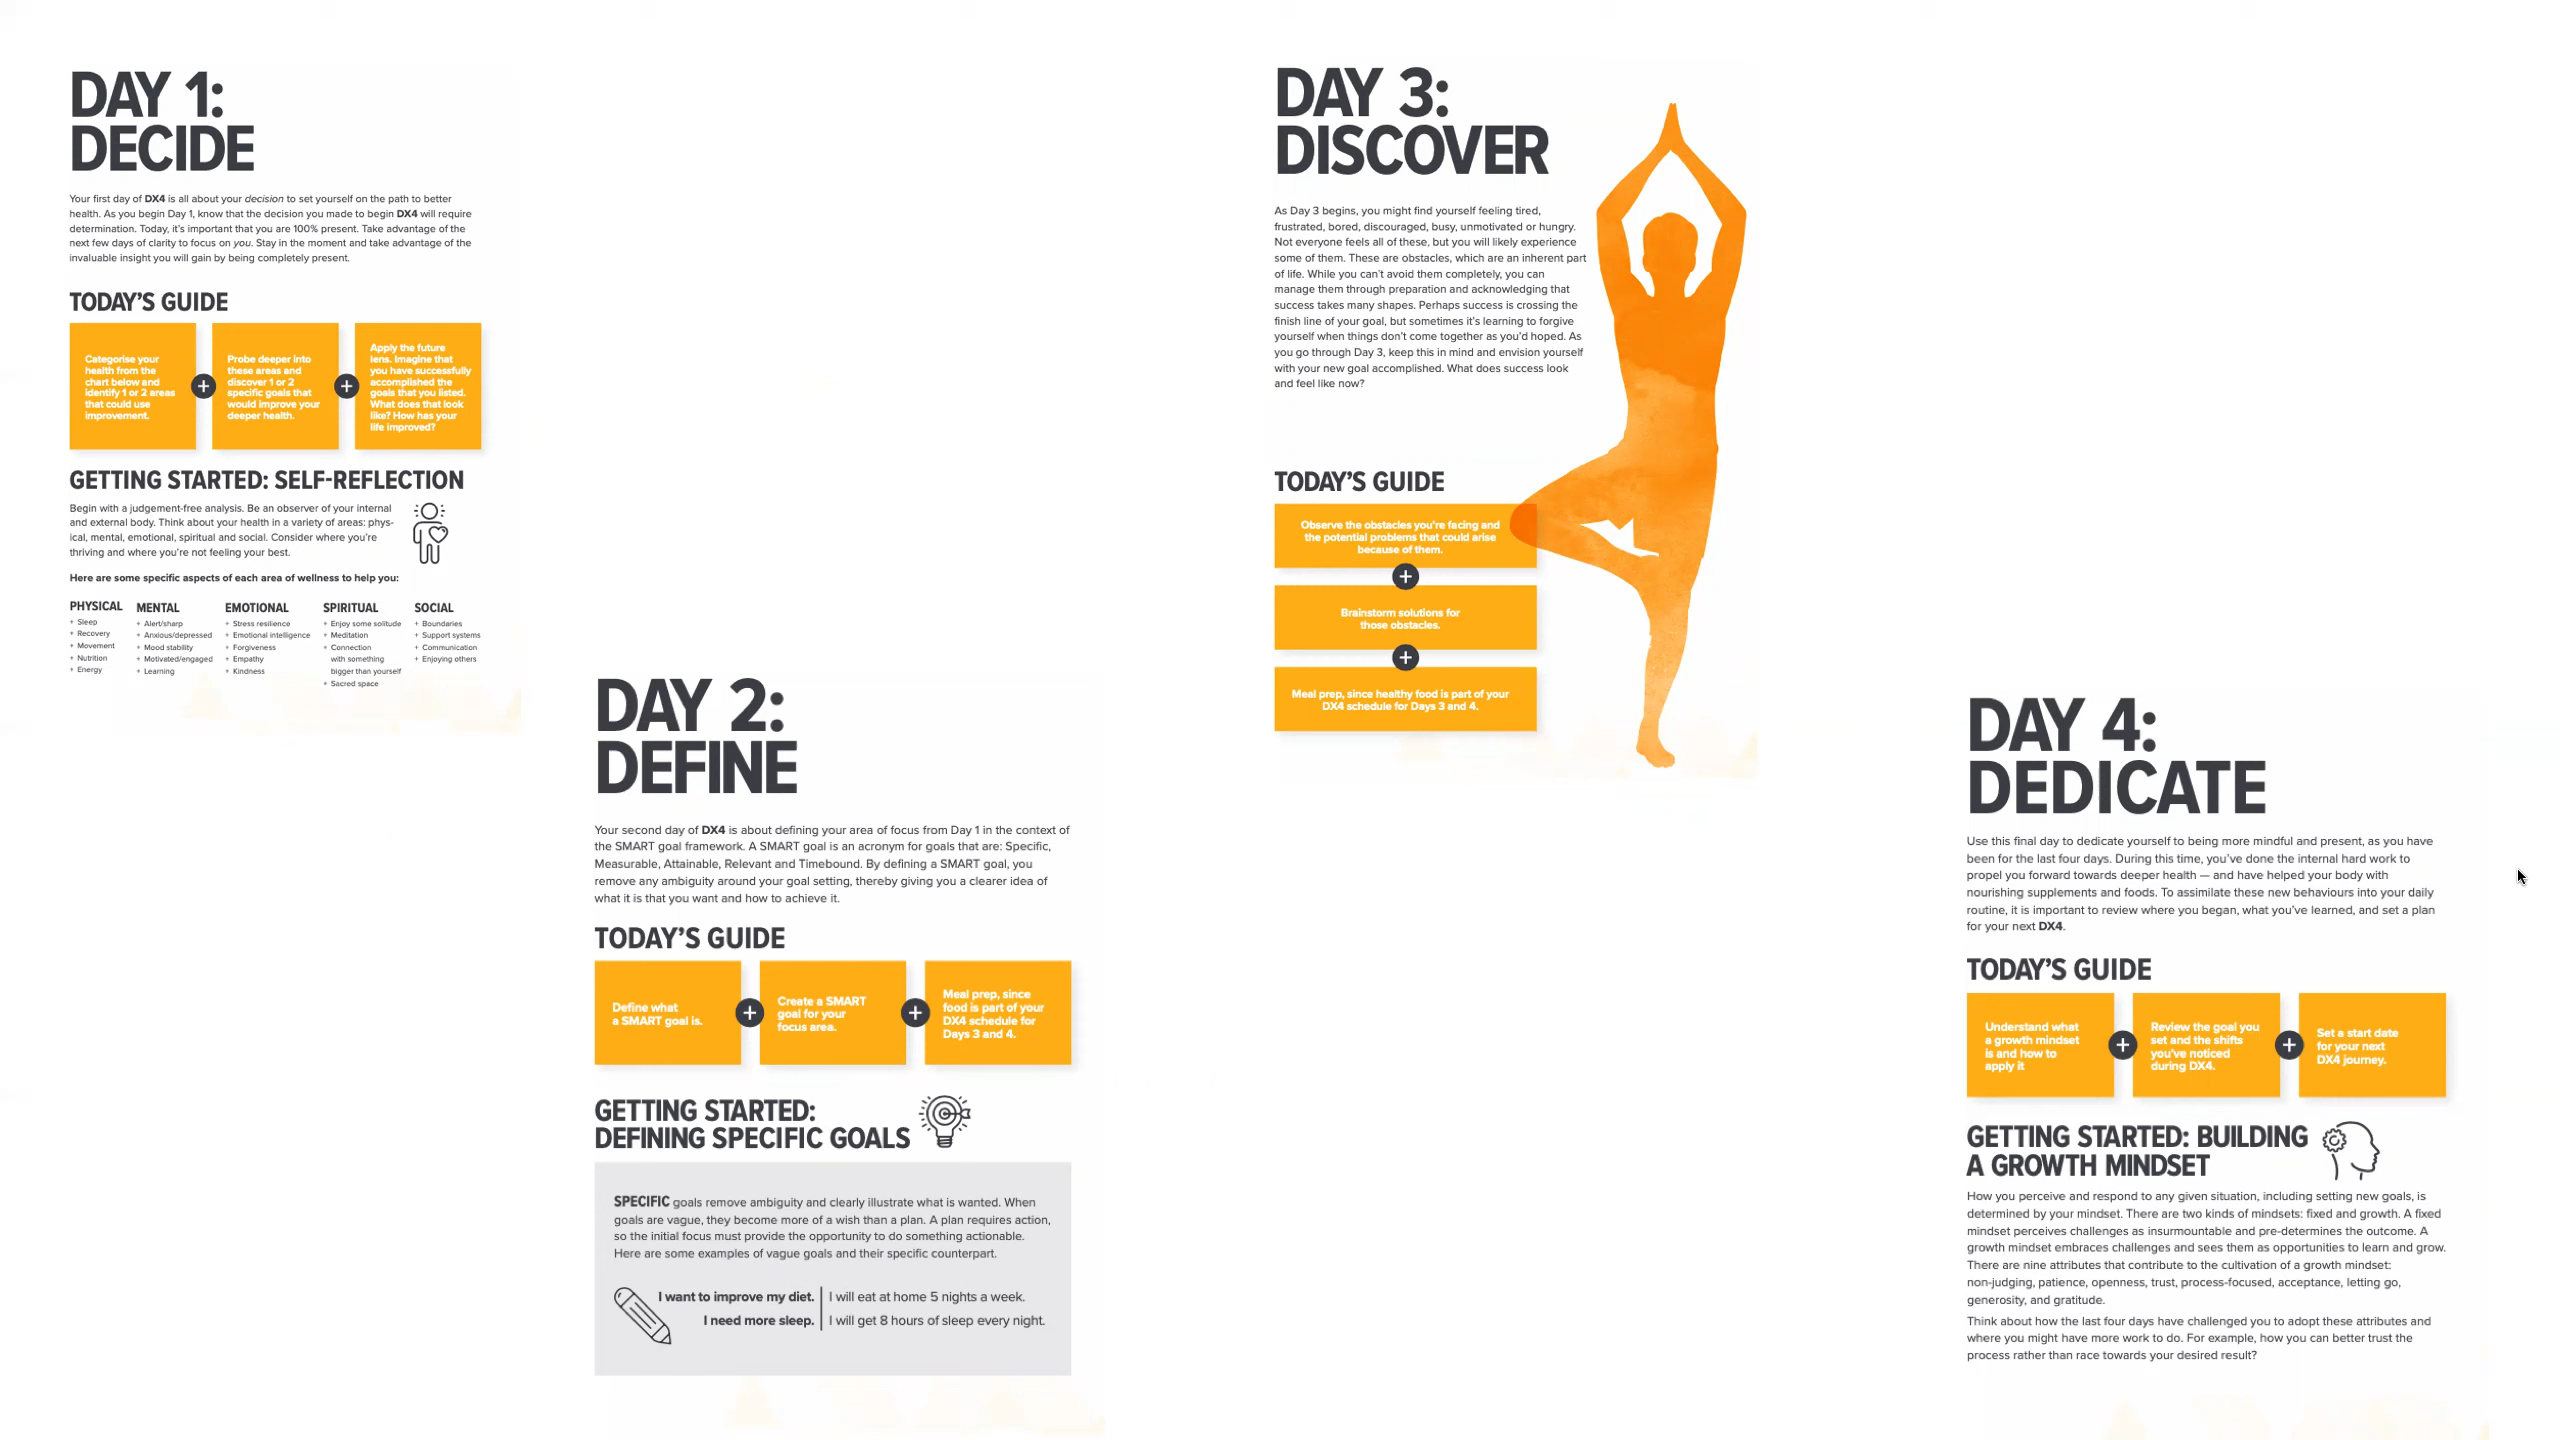 DAY 1:
DECIDE
Your first day of DX4 is all about your decision to set yourself on the path to better
health. As you begin Day 1, know that the decision you made to begin DX4 will require
determination. Today, it's important that you are 100% present. Take advantage of the
next few days of clarity to focus on you. Stay in the moment and take advantage of the
invaluable insight you will gain by being completely present.
TODAY'S GUIDE
Categorise your
health from the
chart below and
identify 1 or 2 areas
that could use
improvement.
+
Probe deeper into
these areas and
discover 1 or 2
specific goals that
would improve your
deeper health.
+
Apply the future
lens. Imagine that
you have successfully
accomplished the
goals that you listed.
What does that look
like? How has your
life improved?
GETTING STARTED: SELF-REFLECTION
Begin with a judgement-free analysis. Be an observer of your internal
and external body. Think about your health in a variety of areas: phys-
ical, mental, emotional, spiritual and social. Consider where you're
thriving and where you're not feeling your best.
Here are some specific aspects of each area of wellness to help you:
PHYSICAL
+ Sleep
+ Recovery
+ Movement
+ Nutrition
+ Energy
MENTAL
+ Alert/sharp
+ Anxious/depressed
+ Mood stability
+ Motivated/engaged
+ Learning
EMOTIONAL
+ Stress resilience
+ Emotional intelligence
+ Forgiveness
+ Empathy
+ Kindness
SPIRITUAL
+ Enjoy some solitude
+ Meditation
+ Connection
with something
bigger than yourself
+ Sacred space
SOCIAL
+ Boundaries
+ Support systems
+ Communication
+ Enjoying others
DAY 2:
DEFINE
Your second day of DX4 is about defining your area of focus from Day 1 in the context of
the SMART goal framework. A SMART goal is an acronym for goals that are: Specific,
Measurable, Attainable, Relevant and Timebound. By defining a SMART goal, you
remove any ambiguity around your goal setting, thereby giving you a clearer idea of
what it is that you want and how to achieve it.
TODAY'S GUIDE
Define what
a SMART goal is.
+
Create a SMART
goal for your
focus area.
+
Meal prep, since
food is part of your
DX4 schedule for
Days 3 and 4.
GETTING STARTED:
DEFINING SPECIFIC GOALS
SPECIFIC goals remove ambiguity and clearly illustrate what is wanted. When
goals are vague, they become more of a wish than a plan. A plan requires action,
so the initial focus must provide the opportunity to do something actionable.
Here are some examples of vague goals and their specific counterpart.
I want to improve my diet. I will eat at home 5 nights a week.
I need more sleep. I will get 8 hours of sleep every night.
DAY 3:
DISCOVER
As Day 3 begins, you might find yourself feeling tired,
frustrated, bored, discouraged, busy, unmotivated or hungry.
Not everyone feels all of these, but you will likely experience
some of them. These are obstacles, which are an inherent part
of life. While you can't avoid them completely, you can
manage them through preparation and acknowledging that
success takes many shapes. Perhaps success is crossing the
finish line of your goal, but sometimes it's learning to forgive
yourself when things don't come together as you'd hoped. As
you go through Day 3, keep this in mind and envision yourself
with your new goal accomplished. What does success look
and feel like now?
TODAY'S GUIDE
Observe the obstacles you're facing and
the potential problems that could arise
because of them.
+
Brainstorm solutions for
those obstacles.
+
Meal prep, since healthy food is part of your
DX4 schedule for Days 3 and 4.
DAY 4:
DEDICATE
Use this final day to dedicate yourself to being more mindful and present, as you have
been for the last four days. During this time, you've done the internal hard work to
propel you forward towards deeper health — and have helped your body with
nourishing supplements and foods. To assimilate these new behaviours into your daily
routine, it is important to review where you began, what you've learned, and set a plan
for your next DX4.
TODAY'S GUIDE
Understand what
a growth mindset
is and how to
apply it
+
Review the goal you
set and the shifts
you've noticed
during DX4.
+
Set a start date
for your next
DX4 journey.
GETTING STARTED: BUILDING
A GROWTH MINDSET
How you perceive and respond to any given situation, including setting new goals, is
determined by your mindset. There are two kinds of mindsets: fixed and growth. A fixed
mindset perceives challenges as insurmountable and pre-determines the outcome. A
growth mindset embraces challenges and sees them as opportunities to learn and grow.
There are nine attributes that contribute to the cultivation of a growth mindset:
non-judging, patience, openness, trust, process-focused, acceptance, letting go,
generosity, and gratitude.
Think about how the last four days have challenged you to adopt these attributes and
where you might have more work to do. For example, how you can better trust the
process rather than race towards your desired result?